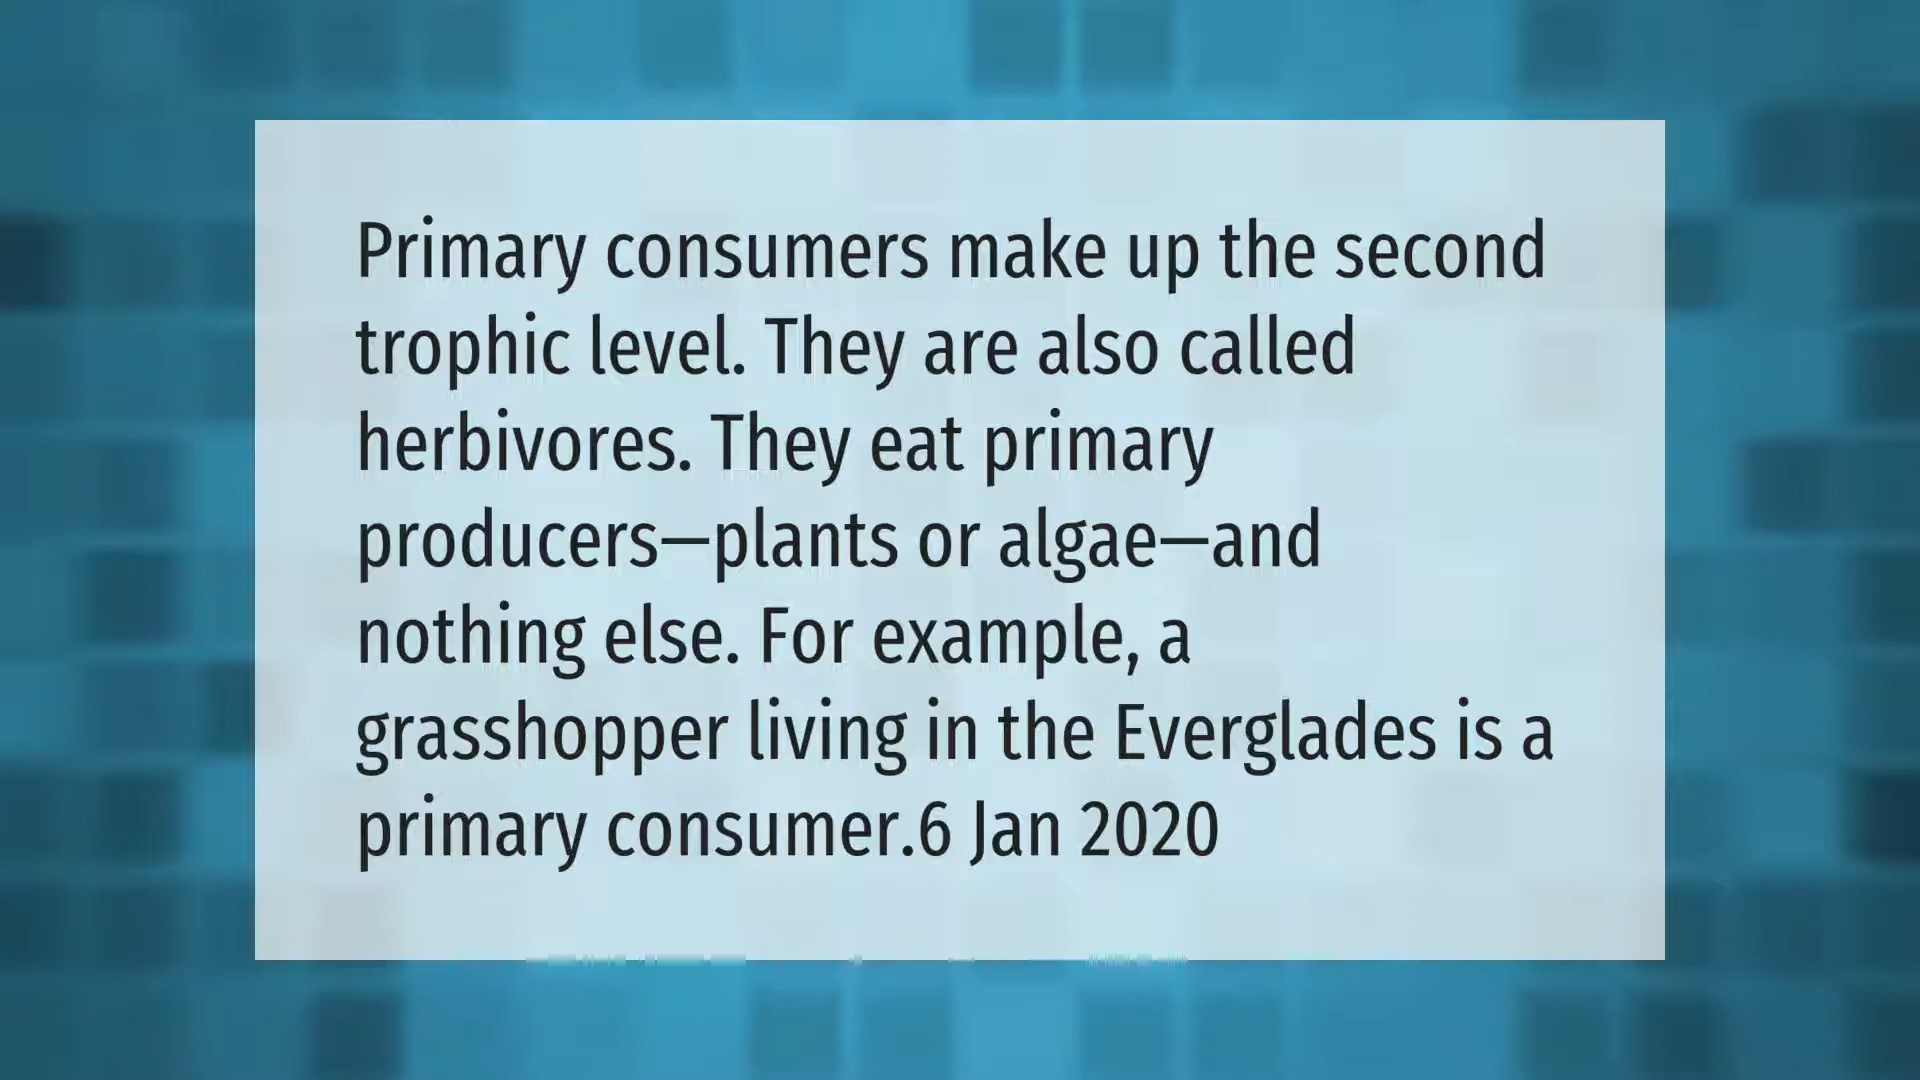 Primary consumers make up the second
trophic level. They are also called
herbivores. They eat primary
producers—plants or algae—and
nothing else. For example, a
grasshopper living in the Everglades is a
primary consumer.6 Jan 2020